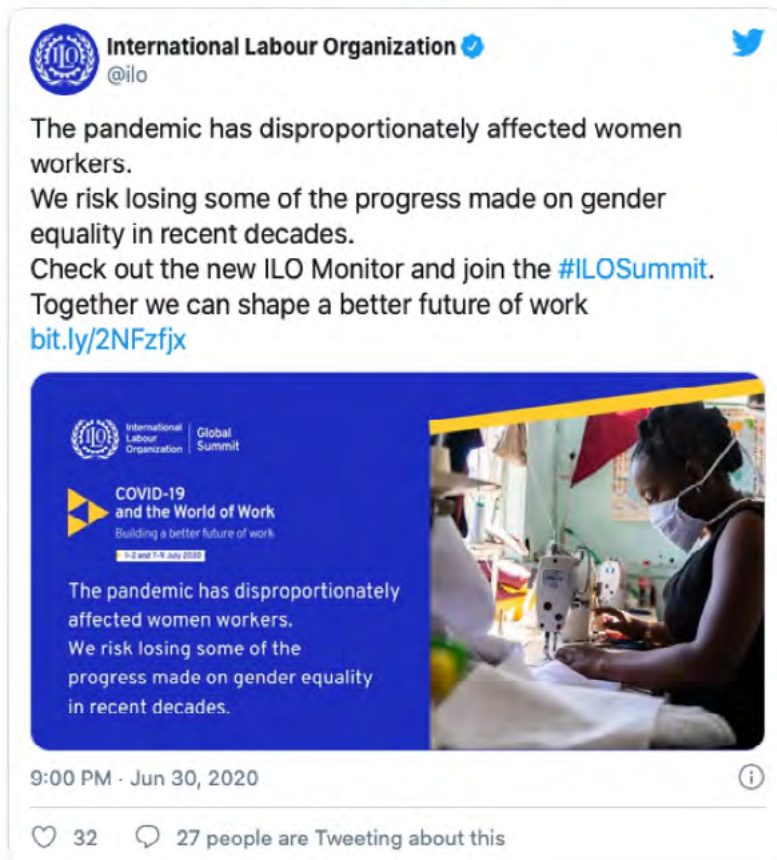 International Labour Organization
@ilo
The pandemic has disproportionately affected women
workers.
We risk losing some of the progress made on gender
equality in recent decades.
Check out the new ILO Monitor and join the #ILOSummit.
Together we can shape a better future of work
bit.ly/2NFzfjx
International
Labour
Organization
Global
Summit
COVID-19
and the World of Work
Building a better future of work
1-2 and 7-9 July 2020
The pandemic has disproportionately
affected women workers.
We risk losing some of the
progress made on gender equality
in recent decades.
9:00 PM · Jun 30, 2020
32
27 people are Tweeting about this